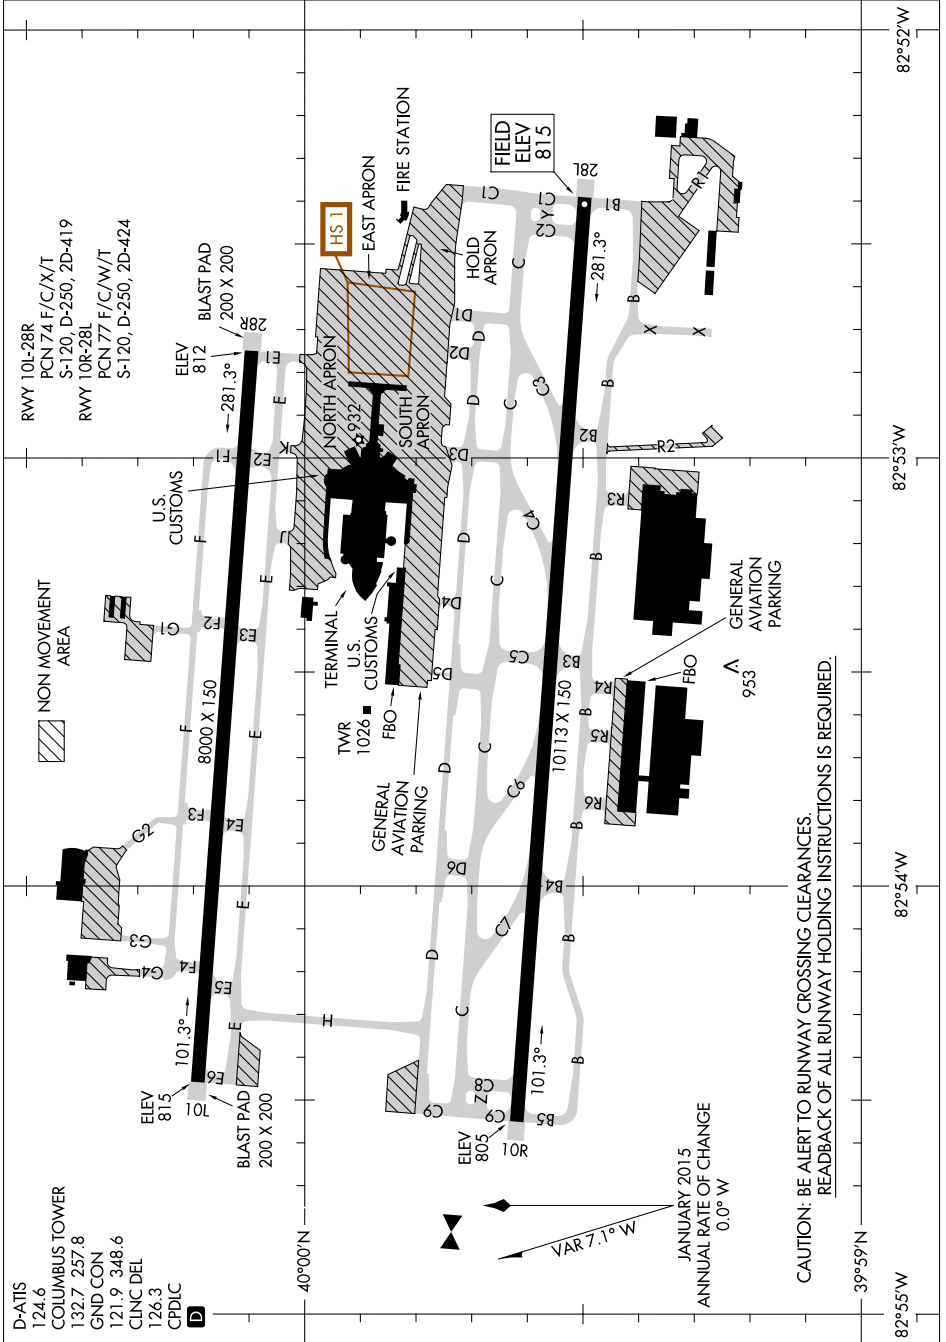 D-ATIS
124.6
COLUMBUS TOWER
132.7 257.8
GND CON
121.9 348.6
CLNC DEL
126.3
CPDLC
D
RWY 10L-28R
PCN 74 F/C/X/T
S-120, D-250, 2D-419
RWY 10R-28L
PCN 77 F/C/W/T
S-120, D-250, 2D-424
NON MOVEMENT
AREA
G4
G3
G2
G1
F4
F3
F
F2
F
F1
ELEV
815
10L
101.3°
8000 X 150
281.3°
28R
ELEV
812
BLAST PAD
200 X 200
BLAST PAD
200 X 200
E6
E
E5
E
E4
E
E3
E
E2
E
E1
J
K
H
U.S.
CUSTOMS
NORTH APRON
932
SOUTH
APRON
HS 1
EAST APRON
FIRE STATION
HOLD
APRON
TERMINAL
U.S.
CUSTOMS
TWR
1026
FBO
GENERAL
AVIATION
PARKING
D
D6
D
D5
D4
D
D3
D
D2
D
D1
C9
C9
Z
C8
C
C7
C6
C
C5
C
C4
C
C3
C
C2
Y
C1
C1
FIELD
ELEV
815
ELEV
805
10R
101.3°
10113 X 150
281.3°
28L
B5
B
B
B4
B
B
B3
B
B2
B
B
B1
R6
R5
R4
R3
R2
X
X
R1
FBO
953
GENERAL
AVIATION
PARKING
VAR 7.1° W
JANUARY 2015
ANNUAL RATE OF CHANGE
0.0° W
CAUTION: BE ALERT TO RUNWAY CROSSING CLEARANCES.
READBACK OF ALL RUNWAY HOLDING INSTRUCTIONS IS REQUIRED.
40°00'N
39°59'N
82°55'W
82°54'W
82°53'W
82°52'W